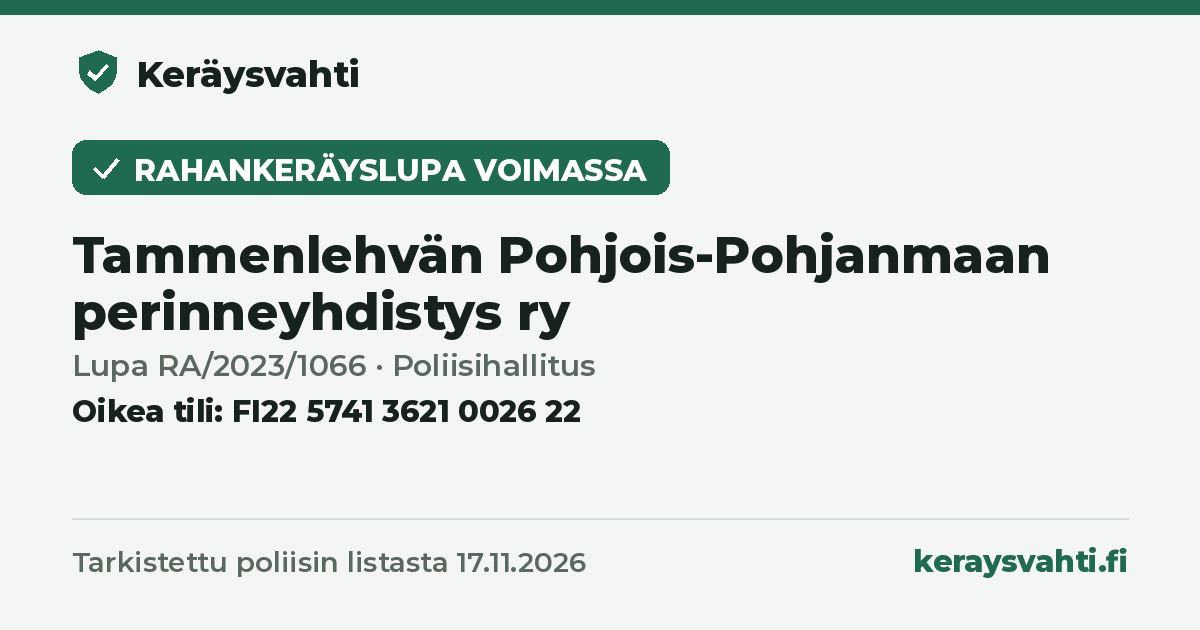 Keräysvahti
RAHANKERÄYSLUPA VOIMASSA
Tammenlehvän Pohjois-Pohjanmaan
perinneyhdistys ry
Lupa RA/2023/1066 · Poliisihallitus
Oikea tili: FI22 5741 3621 0026 22
Tarkistettu poliisin listasta 17.11.2026
keraysvahti.fi